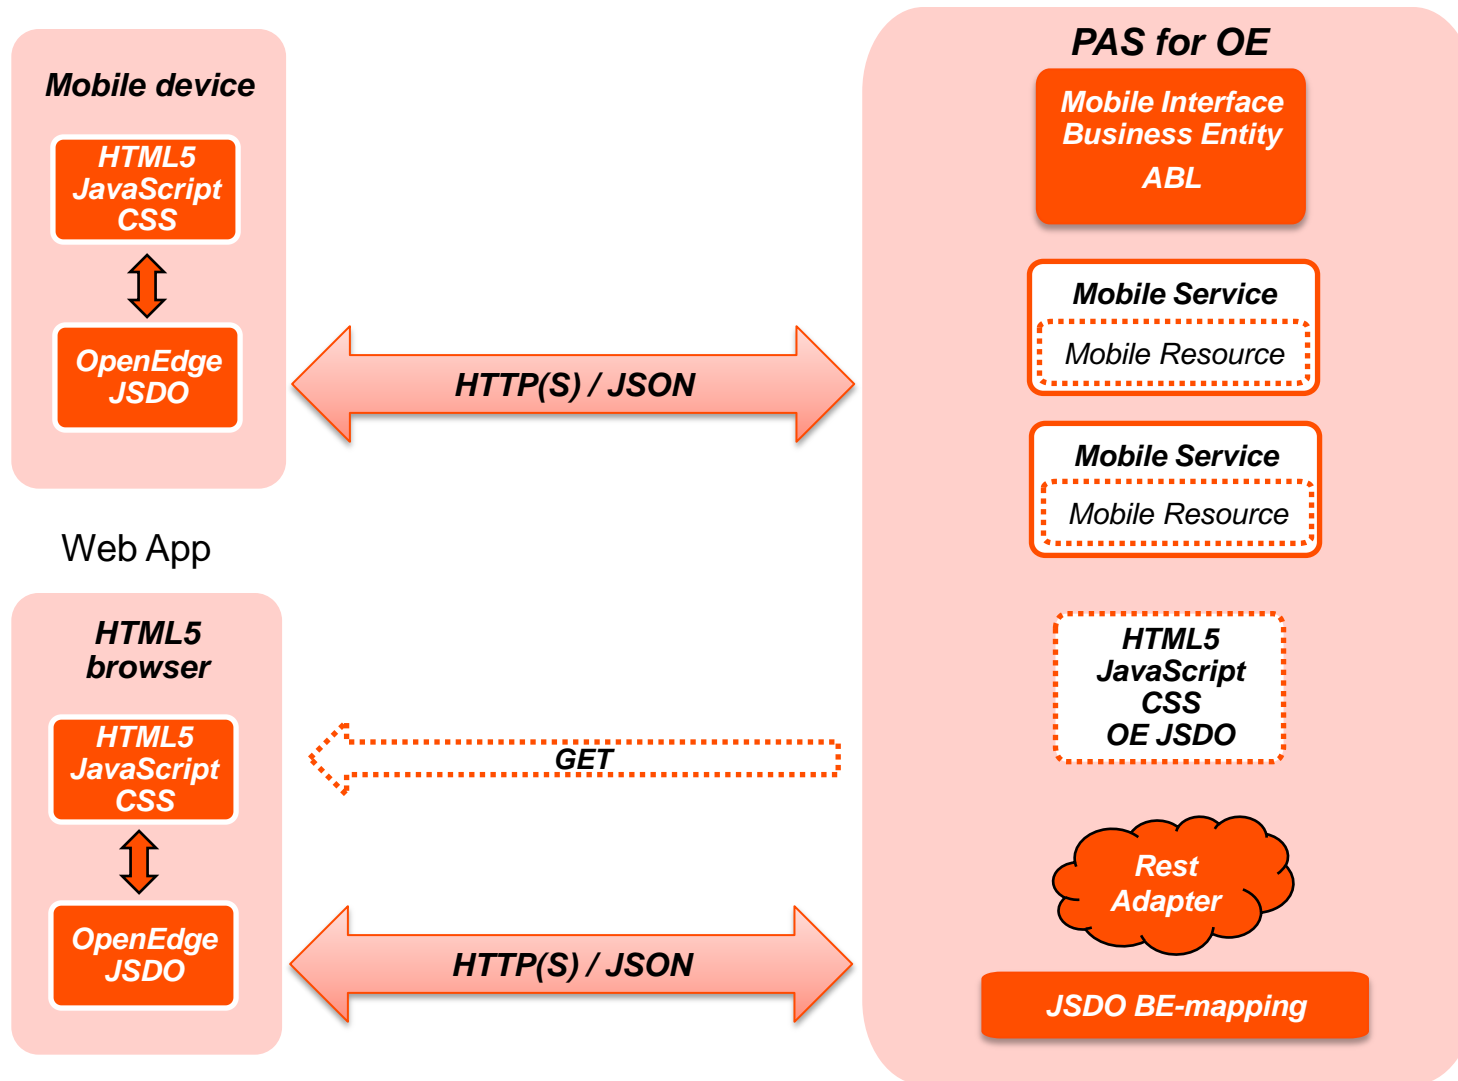 Mobile device
HTML5
JavaScript
CSS
OpenEdge
JSDO
HTTP(S) / JSON
PAS for OE
Mobile Interface
Business Entity
ABL
Mobile Service
Mobile Resource
Mobile Service
Mobile Resource
Web App
HTML5
browser
HTML5
JavaScript
CSS
OpenEdge
JSDO
GET
HTTP(S) / JSON
HTML5
JavaScript
CSS
OE JSDO
Rest
Adapter
JSDO BE-mapping